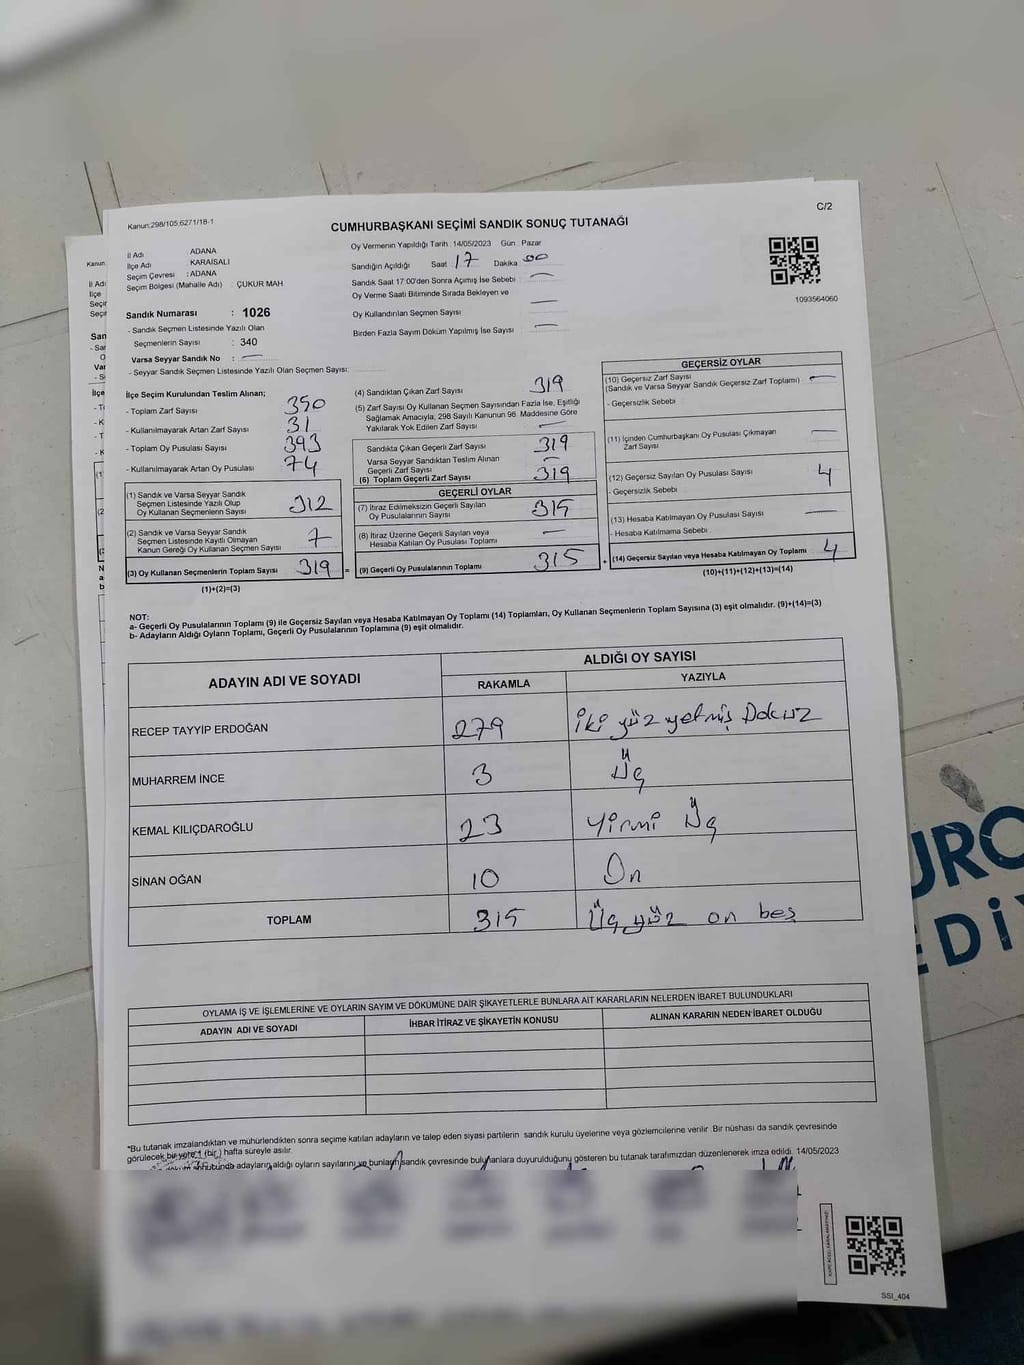 Kanun:298/105;6271/18-1
C/2
CUMHURBAŞKANI SEÇİMİ SANDIK SONUÇ TUTANAĞI
İl Adı : ADANA
İlçe Adı : KARAİSALI
Seçim Çevresi : ADANA
Seçim Bölgesi (Mahalle Adı) : ÇUKUR MAH
Sandık Numarası : 1026
- Sandık Seçmen Listesinde Yazılı Olan
Seçmenlerin Sayısı : 340
Varsa Seyyar Sandık No : —
- Seyyar Sandık Seçmen Listesinde Yazılı Olan Seçmen Sayısı:
Oy Vermenin Yapıldığı Tarih : 14/05/2023 Gün : Pazar
Sandığın Açıldığı Saat 17 Dakika 00
Sandık Saat 17:00'den Sonra Açımış İse Sebebi : —
Oy Verme Saati Bitiminde Sırada Bekleyen ve
Oy Kullandırılan Seçmen Sayısı : —
Birden Fazla Sayım Döküm Yapılmış İse Sayısı : —
1093564060
İlçe Seçim Kurulundan Teslim Alınan;
- Toplam Zarf Sayısı : 350
- Kullanılmayarak Artan Zarf Sayısı : 31
- Toplam Oy Pusulası Sayısı : 393
- Kullanılmayarak Artan Oy Pusulası : 74
(1) Sandık ve Varsa Seyyar Sandık
Seçmen Listesinde Yazılı Olup
Oy Kullanan Seçmenlerin Sayısı 312
(2) Sandık ve Varsa Seyyar Sandık
Seçmen Listesinde Kayıtlı Olmayan
Kanun Gereği Oy Kullanan Seçmen Sayısı 7
(3) Oy Kullanan Seçmenlerin Toplam Sayısı 319 =
(1)+(2)=(3)
(4) Sandıktan Çıkan Zarf Sayısı 319
(5) Zarf Sayısı Oy Kullanan Seçmen Sayısından Fazla İse, Eşitliği
Sağlamak Amacıyla; 298 Sayılı Kanunun 98. Maddesine Göre
Yakılarak Yok Edilen Zarf Sayısı —
Sandıkta Çıkan Geçerli Zarf Sayısı 319
Varsa Seyyar Sandıktan Teslim Alınan
Geçerli Zarf Sayısı —
(6) Toplam Geçerli Zarf Sayısı 319
GEÇERLİ OYLAR
(7) İtiraz Edilmeksizin Geçerli Sayılan
Oy Pusulalarının Sayısı 315
(8) İtiraz Üzerine Geçerli Sayılan veya
Hesaba Katılan Oy Pusulası Toplamı —
(9) Geçerli Oy Pusulalarının Toplamı 315 +
GEÇERSİZ OYLAR
(10) Geçersiz Zarf Sayısı
(Sandık ve Varsa Seyyar Sandık Geçersiz Zarf Toplamı) —
- Geçersizlik Sebebi :
(11) İçinden Cumhurbaşkanı Oy Pusulası Çıkmayan
Zarf Sayısı —
(12) Geçersiz Sayılan Oy Pusulası Sayısı 4
- Geçersizlik Sebebi :
(13) Hesaba Katılmayan Oy Pusulası Sayısı —
- Hesaba Katılmama Sebebi :
(14) Geçersiz Sayılan veya Hesaba Katılmayan Oy Toplamı 4
(10)+(11)+(12)+(13)=(14)
NOT:
a- Geçerli Oy Pusulalarının Toplamı (9) ile Geçersiz Sayılan veya Hesaba Katılmayan Oy Toplamı (14) Toplamları, Oy Kullanan Seçmenlerin Toplam Sayısına (3) eşit olmalıdır. (9)+(14)=(3)
b- Adayların Aldığı Oyların Toplamı, Geçerli Oy Pusulalarının Toplamına (9) eşit olmalıdır.
ADAYIN ADI VE SOYADI
ALDIĞI OY SAYISI
RAKAMLA YAZIYLA
RECEP TAYYİP ERDOĞAN 279 iki yüz yetmiş Dokuz
MUHARREM İNCE 3 Üç
KEMAL KILIÇDAROĞLU 23 Yirmi Üç
SİNAN OĞAN 10 On
TOPLAM 315 Üç yüz on beş
OYLAMA İŞ VE İŞLEMLERİNE VE OYLARIN SAYIM VE DÖKÜMÜNE DAİR ŞİKAYETLERLE BUNLARA AİT KARARLARIN NELERDEN İBARET BULUNDUKLARI
ADAYIN ADI VE SOYADI İHBAR İTİRAZ VE ŞİKAYETİN KONUSU ALINAN KARARIN NEDEN İBARET OLDUĞU
*Bu tutanak imzalandıktan ve mühürlendikten sonra seçime katılan adayların ve talep eden siyasi partilerin sandık kurulu üyelerine veya gözlemcilerine verilir. Bir nüshası da sandık çevresinde
görülecek bir yere 1 (bir) hafta süreyle asılır.
adayların aldığı oyların sayılarını ve bunların sandık çevresinde bulunanlara duyurulduğunu gösteren bu tutanak tarafımızdan düzenlenerek imza edildi. 14/05/2023
SSİ_404
URO
EDİ